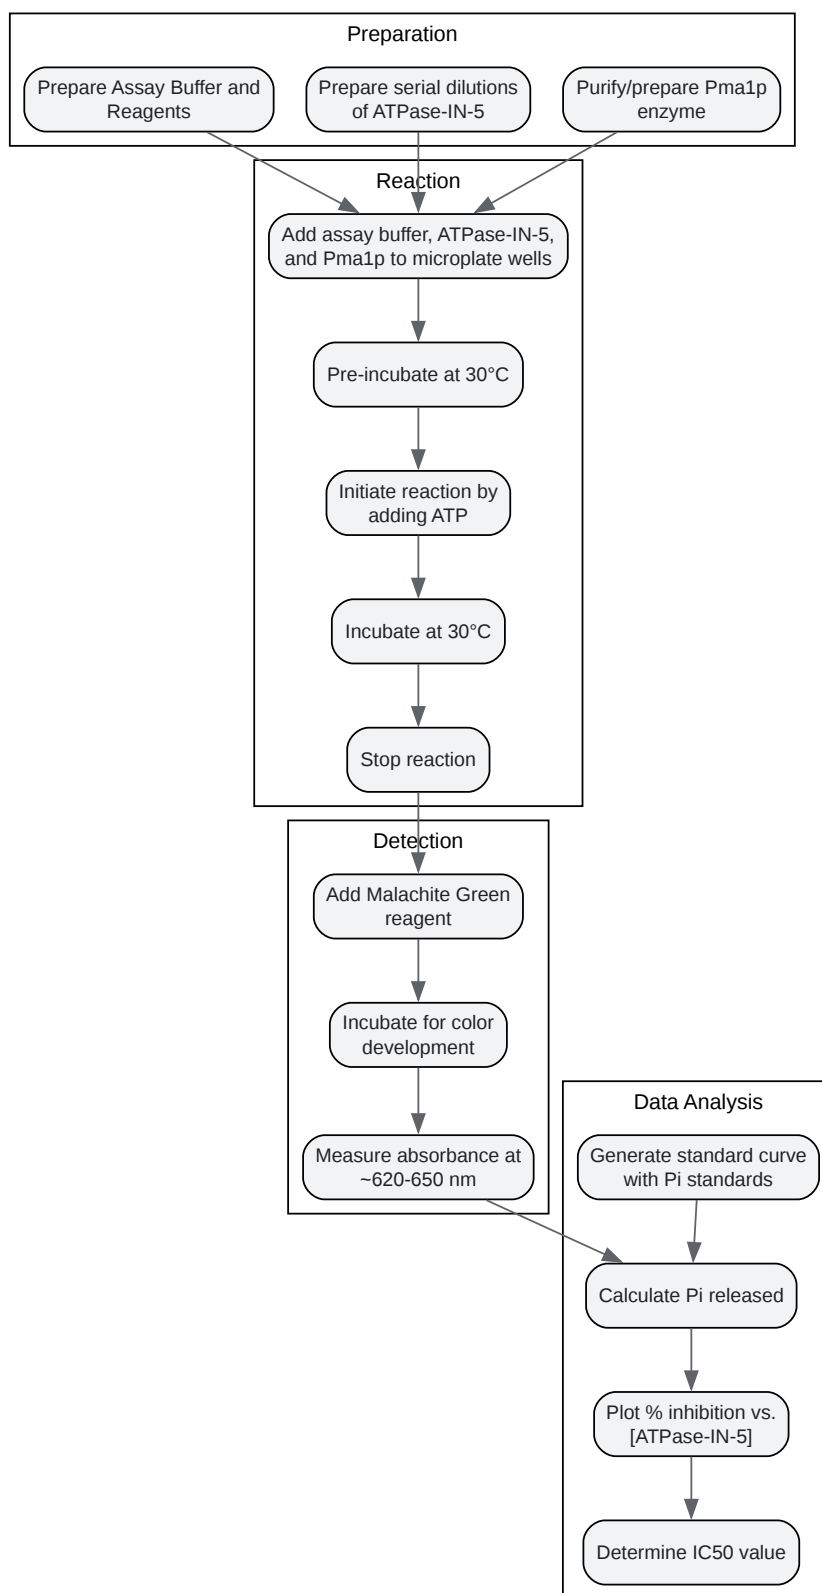 Preparation
Prepare Assay Buffer and
Reagents
Prepare serial dilutions
of ATPase-IN-5
Purify/prepare Pma1p
enzyme
Reaction
Add assay buffer, ATPase-IN-5,
and Pma1p to microplate wells
Pre-incubate at 30°C
Initiate reaction by
adding ATP
Incubate at 30°C
Stop reaction
Detection
Add Malachite Green
reagent
Incubate for color
development
Measure absorbance at
~620-650 nm
Data Analysis
Generate standard curve
with Pi standards
Calculate Pi released
Plot % inhibition vs.
[ATPase-IN-5]
Determine IC50 value